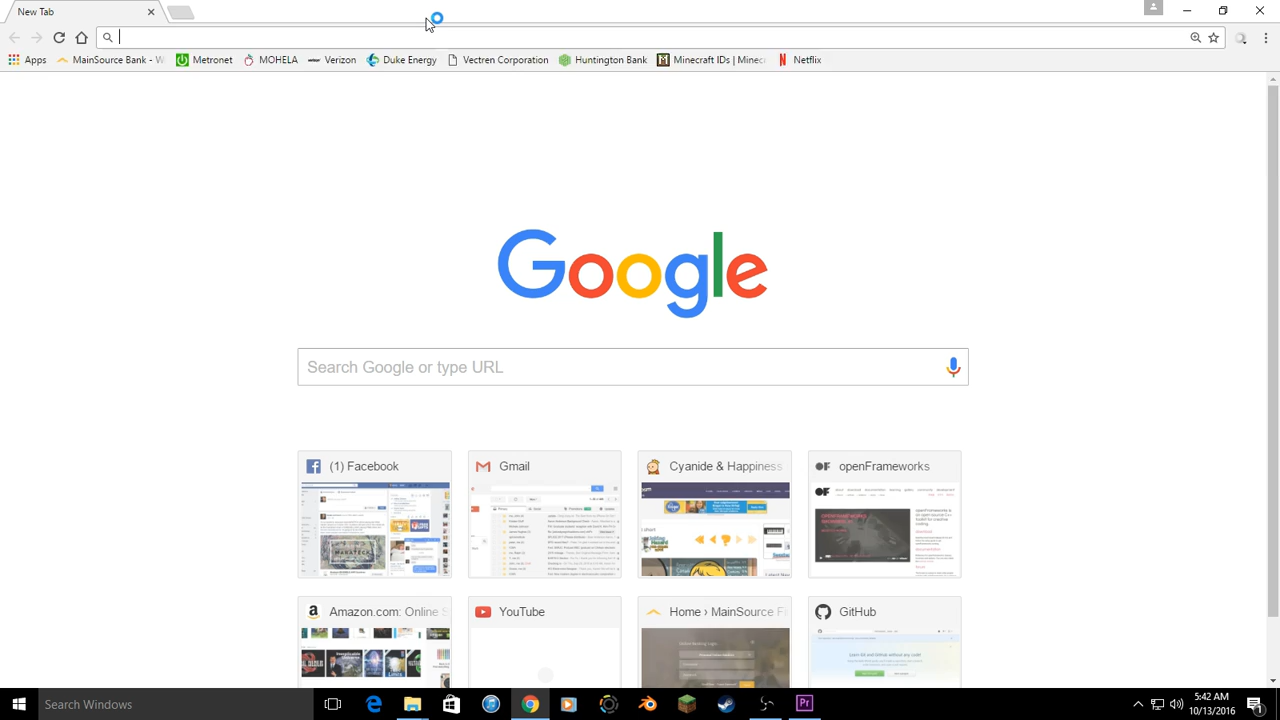 New Tab
Apps MainSource Bank - W Metronet MOHELA Verizon Duke Energy Vectren Corporation Huntington Bank Minecraft IDs | Minec Netflix
Google
Search Google or type URL
(1) Facebook Gmail Cyanide & Happiness openFrameworks
Amazon.com: Online S YouTube Home › MainSource Fi GitHub
Search Windows
5:42 AM
10/13/2016